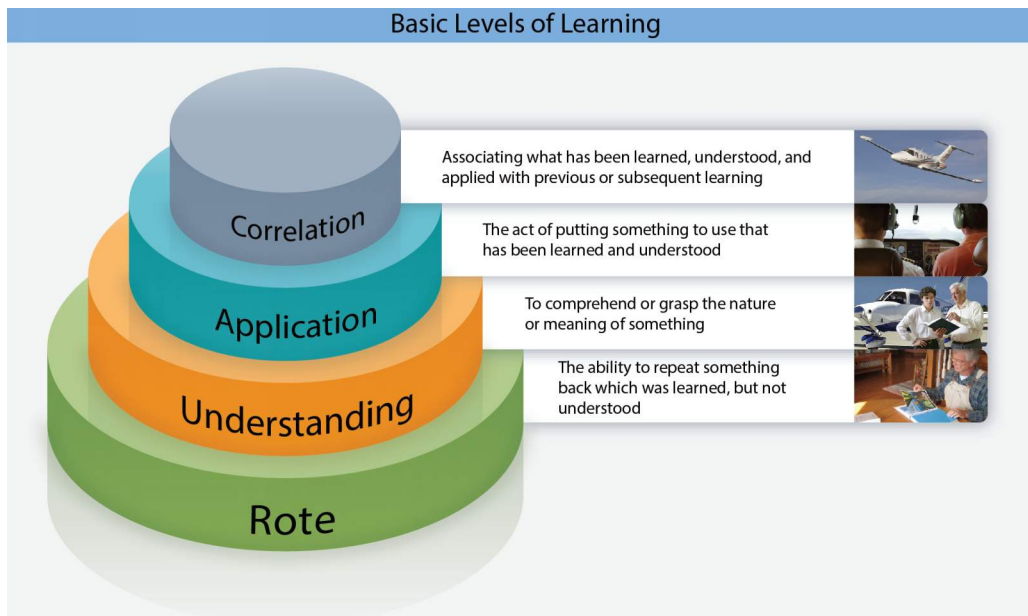 Basic Levels of Learning
Correlation
Associating what has been learned, understood, and
applied with previous or subsequent learning
Application
The act of putting something to use that
has been learned and understood
Understanding
To comprehend or grasp the nature
or meaning of something
Rote
The ability to repeat something
back which was learned, but not
understood